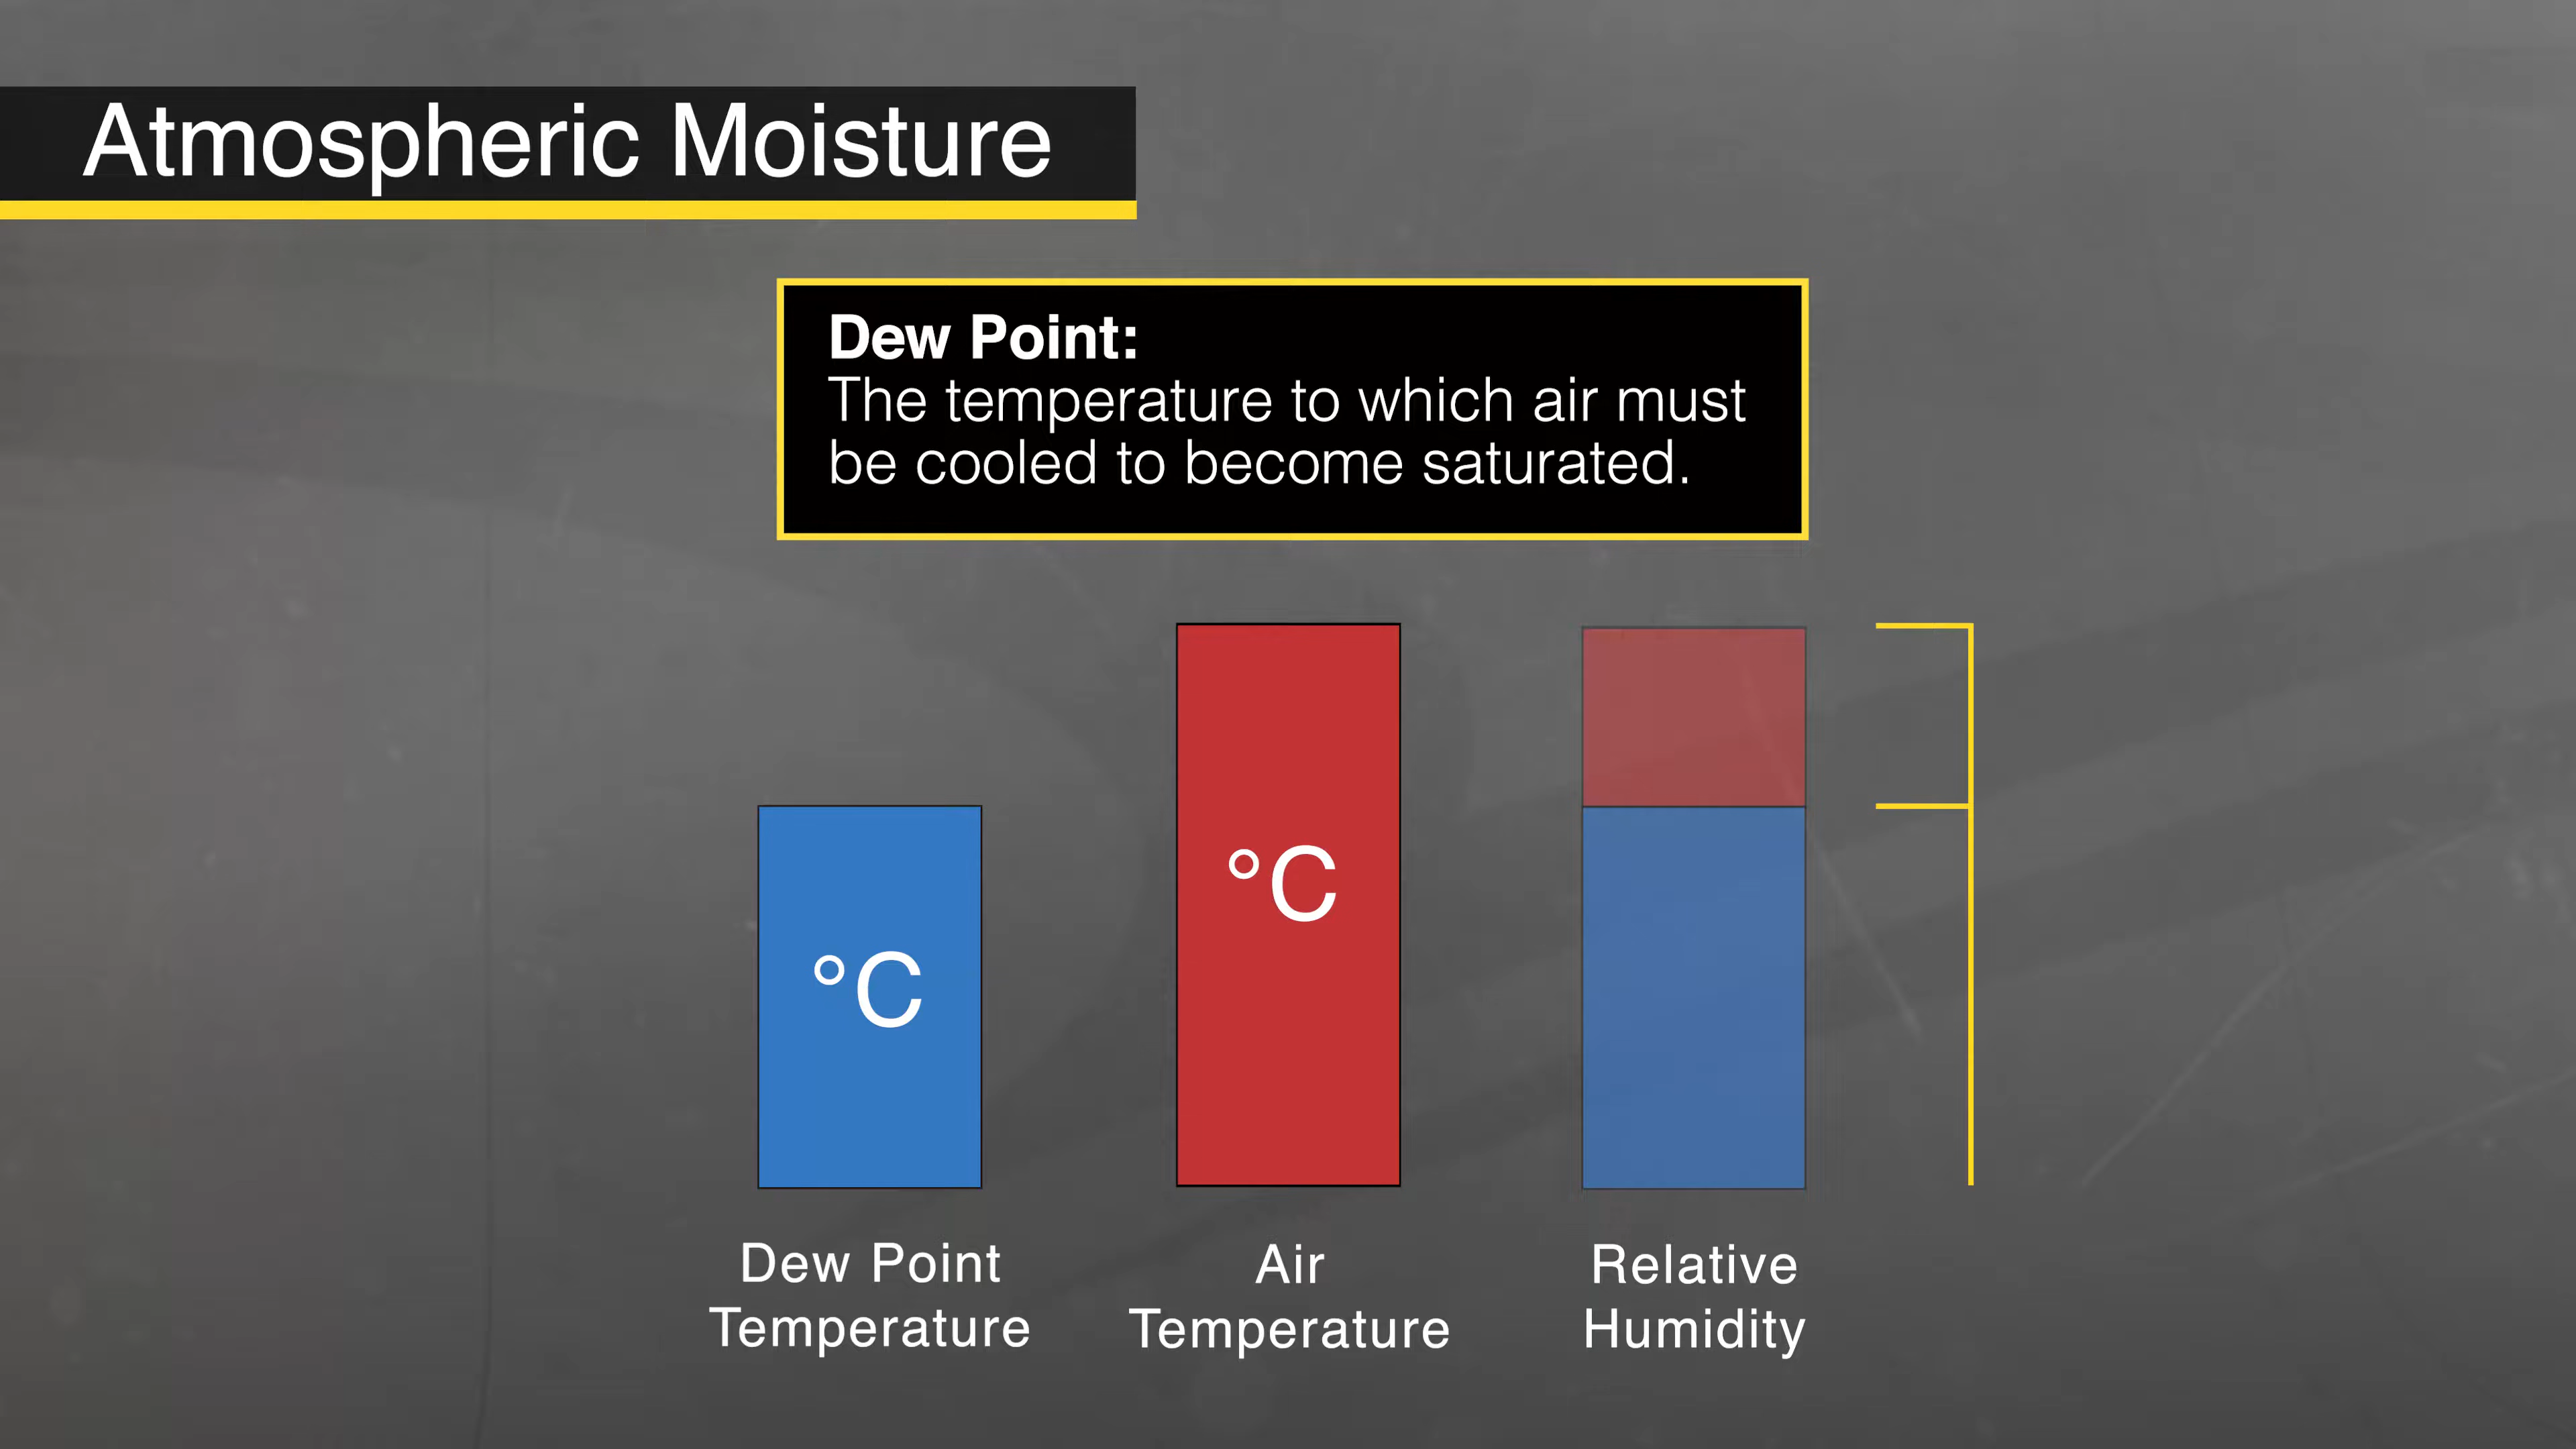 Atmospheric Moisture
Dew Point:
The temperature to which air must
be cooled to become saturated.
°C
°C
Dew Point
Temperature
Air
Temperature
Relative
Humidity